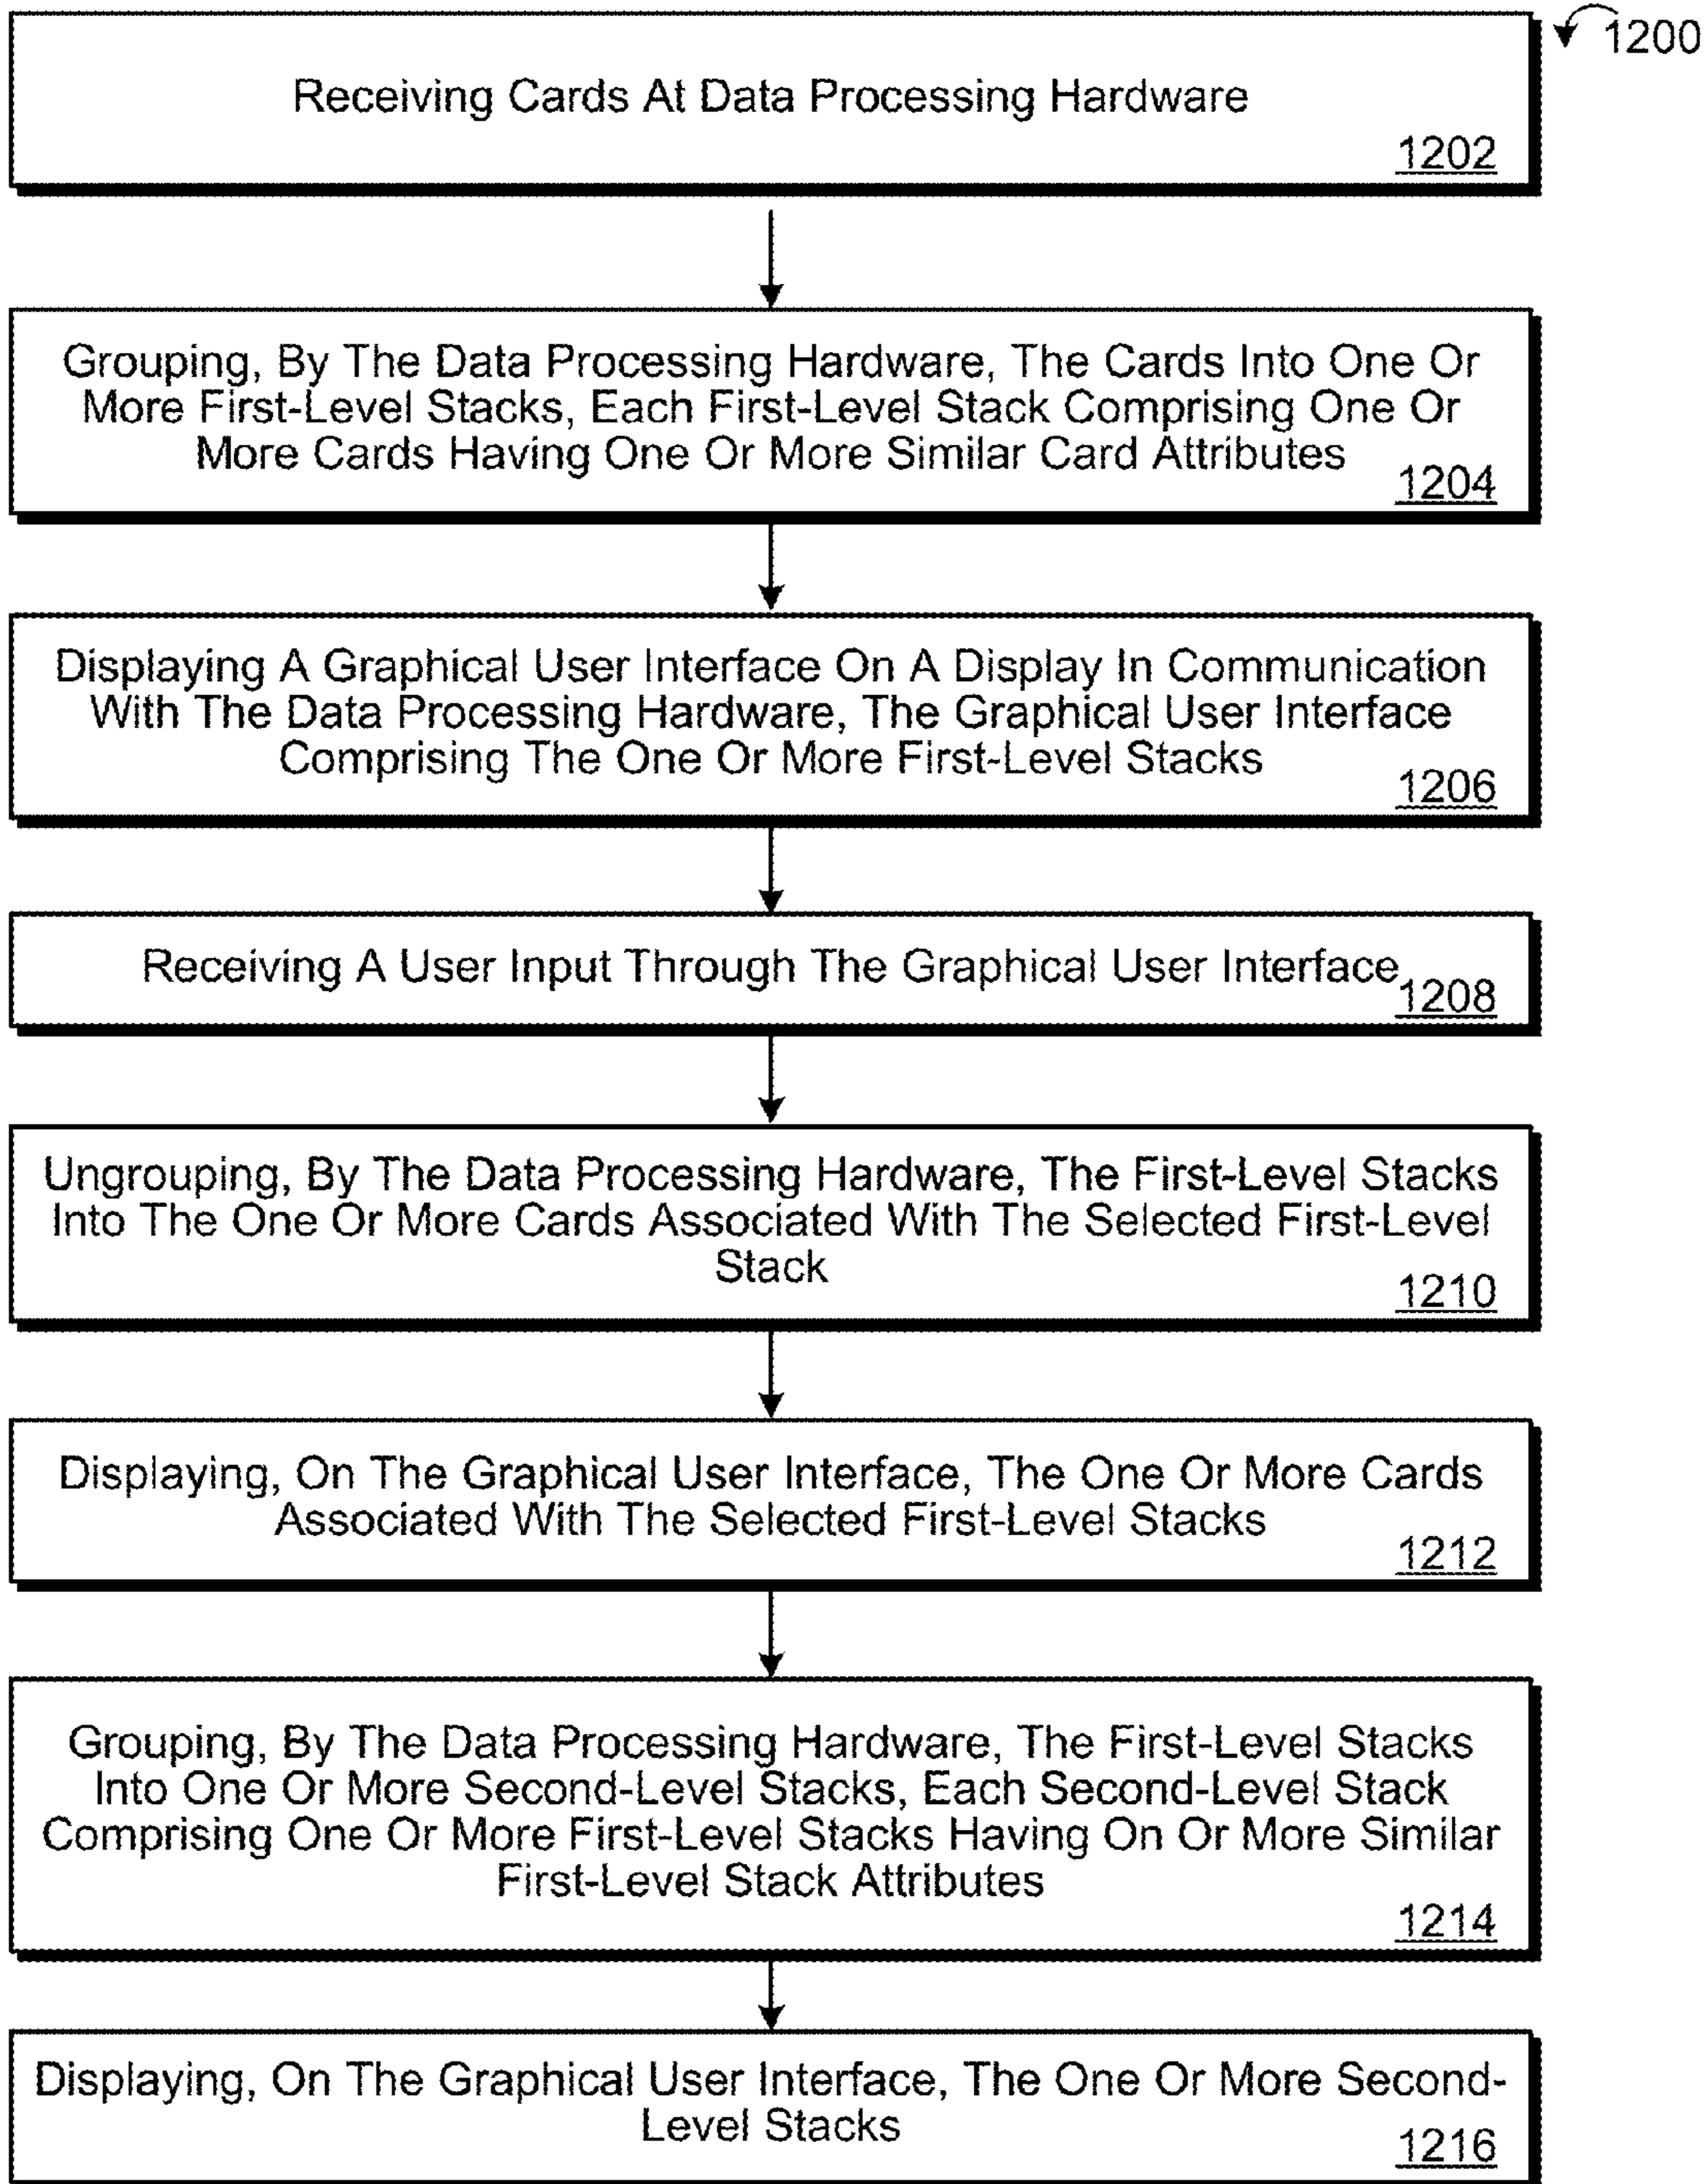 1200
Receiving Cards At Data Processing Hardware
1202
Grouping, By The Data Processing Hardware, The Cards Into One Or
More First-Level Stacks, Each First-Level Stack Comprising One Or
More Cards Having One Or More Similar Card Attributes
1204
Displaying A Graphical User Interface On A Display In Communication
With The Data Processing Hardware, The Graphical User Interface
Comprising The One Or More First-Level Stacks
1206
Receiving A User Input Through The Graphical User Interface
1208
Ungrouping, By The Data Processing Hardware, The First-Level Stacks
Into The One Or More Cards Associated With The Selected First-Level
Stack
1210
Displaying, On The Graphical User Interface, The One Or More Cards
Associated With The Selected First-Level Stacks
1212
Grouping, By The Data Processing Hardware, The First-Level Stacks
Into One Or More Second-Level Stacks, Each Second-Level Stack
Comprising One Or More First-Level Stacks Having On Or More Similar
First-Level Stack Attributes
1214
Displaying, On The Graphical User Interface, The One Or More Second-
Level Stacks
1216